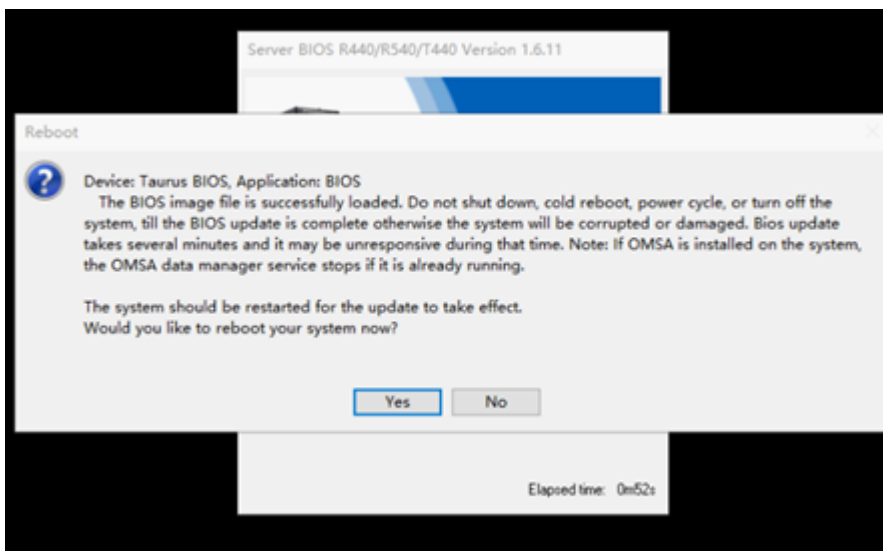 Server BIOS R440/R540/T440 Version 1.6.11
Reboot
Device: Taurus BIOS, Application: BIOS
The BIOS image file is successfully loaded. Do not shut down, cold reboot, power cycle, or turn off the
system, till the BIOS update is complete otherwise the system will be corrupted or damaged. Bios update
takes several minutes and it may be unresponsive during that time. Note: If OMSA is installed on the system,
the OMSA data manager service stops if it is already running.
The system should be restarted for the update to take effect.
Would you like to reboot your system now?
Yes No
Elapsed time: 0m52s